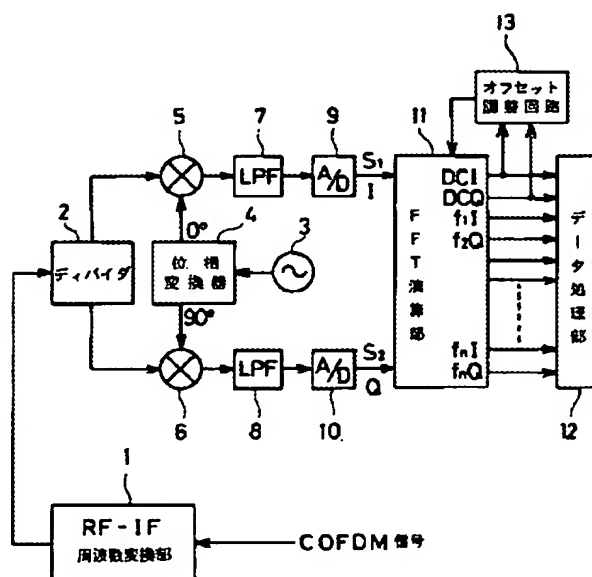 13
オフセット
調整回路
5
7
9
11
LPF
A/D
S1
I
DCI
DCQ
f1I
f2Q
fnI
fnQ
FFT演算部
データ処理部
12
2
ディバイダ
0°
4
位相
変換器
90°
3
6
LPF
8
A/D
10.
S2
Q
1
RF-IF
周波数変換部
COFDM信号